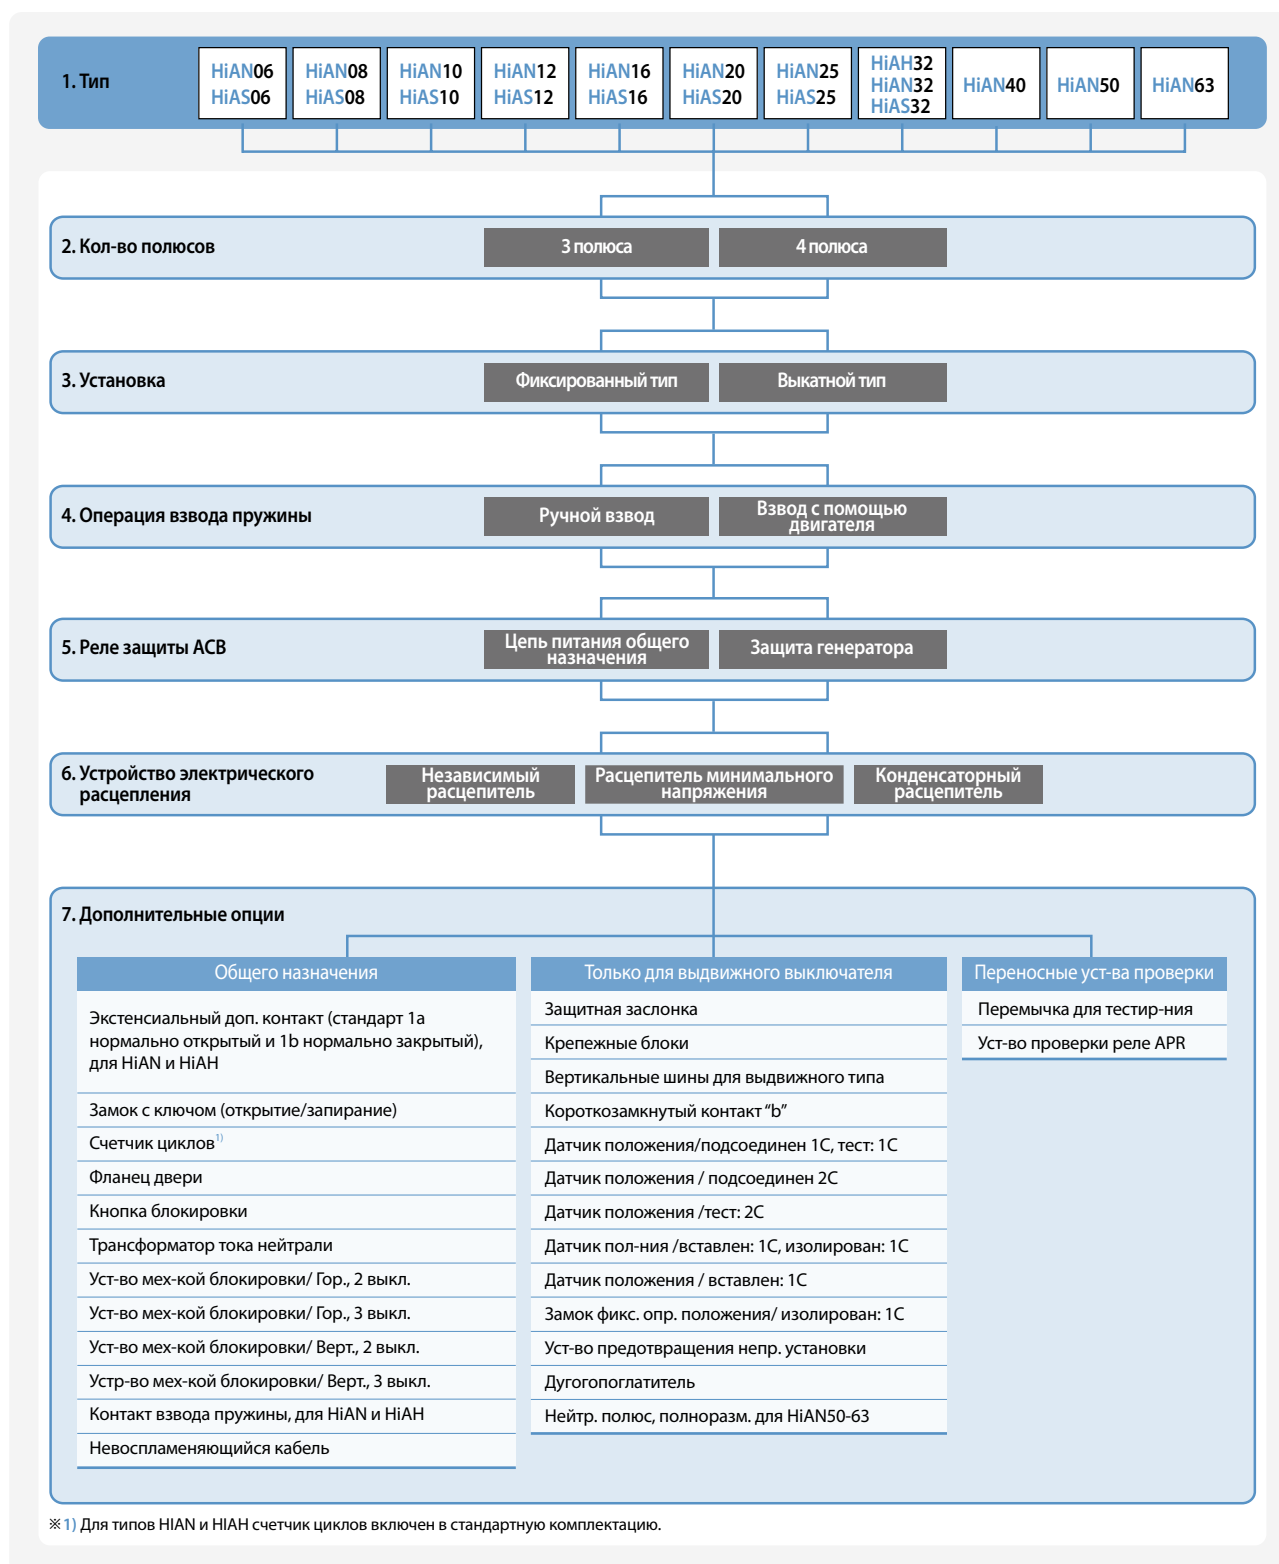 1. Тип
HiAN06
HiAS06
HiAN08
HiAS08
HiAN10
HiAS10
HiAN12
HiAS12
HiAN16
HiAS16
HiAN20
HiAS20
HiAN25
HiAS25
HiAH32
HiAN32
HiAS32
HiAN40
HiAN50
HiAN63
2. Кол-во полюсов
3 полюса
4 полюса
3. Установка
Фиксированный тип
Выкатной тип
4. Операция взвода пружины
Ручной взвод
Взвод с помощью
двигателя
5. Реле защиты ACB
Цепь питания общего
назначения
Защита генератора
6. Устройство электрического
расцепления
Независимый
расцепитель
Расцепитель минимального
напряжения
Конденсаторный
расцепитель
7. Дополнительные опции
Общего назначения
Экстенсиальный доп. контакт (стандарт 1a
нормально открытый и 1b нормально закрытый),
для HiAN и HiAH
Замок с ключом (открытие/запирание)
Счетчик циклов1)
Фланец двери
Кнопка блокировки
Трансформатор тока нейтрали
Уст-во мех-кой блокировки/ Гор., 2 выкл.
Уст-во мех-кой блокировки/ Гор., 3 выкл.
Уст-во мех-кой блокировки/ Верт., 2 выкл.
Устр-во мех-кой блокировки/ Верт., 3 выкл.
Контакт взвода пружины, для HiAN и HiAH
Невоспламеняющийся кабель
Только для выдвижного выключателя
Защитная заслонка
Крепежные блоки
Вертикальные шины для выдвижного типа
Короткозамкнутый контакт “b”
Датчик положения/подсоединен 1С, тест: 1С
Датчик положения / подсоединен 2С
Датчик положения /тест: 2С
Датчик пол-ния /вставлен: 1С, изолирован: 1С
Датчик положения / вставлен: 1С
Замок фикс. опр. положения/ изолирован: 1С
Уст-во предотвращения непр. установки
Дугогопоглатитель
Нейтр. полюс, полноразм. для HiAN50-63
Переносные уст-ва проверки
Перемычка для тестир-ния
Уст-во проверки реле APR
※1) Для типов HIAN и HIAH счетчик циклов включен в стандартную комплектацию.